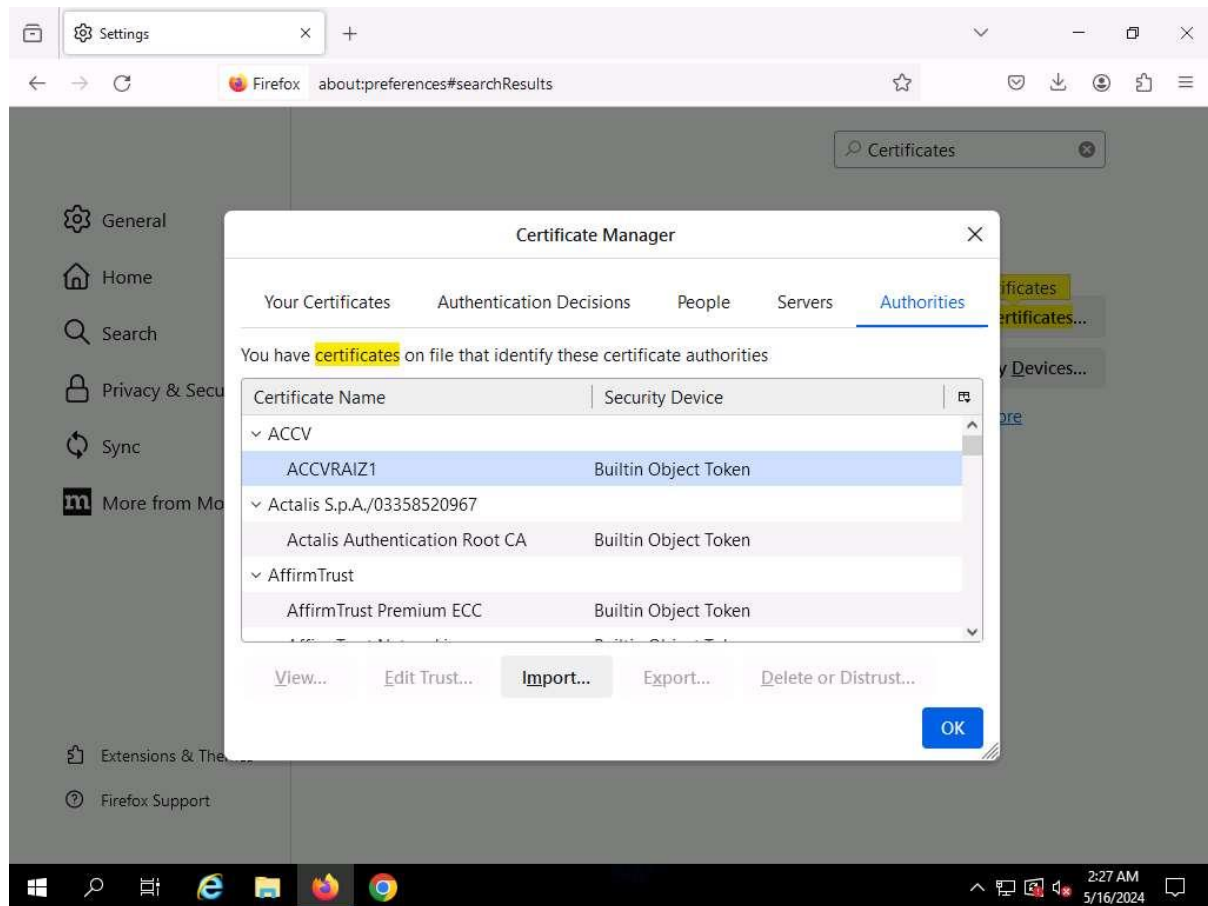 Settings
Firefox about:preferences#searchResults
Certificates
General
Home
Search
Privacy & Secu
Sync
More from Mo
Extensions & The
Firefox Support
ificates
ertificates...
y Devices...
ore
Certificate Manager
Your Certificates Authentication Decisions People Servers Authorities
You have certificates on file that identify these certificate authorities
Certificate Name Security Device
ACCV
ACCVRAIZ1 Builtin Object Token
Actalis S.p.A./03358520967
Actalis Authentication Root CA Builtin Object Token
AffirmTrust
AffirmTrust Premium ECC Builtin Object Token
View... Edit Trust... Import... Export... Delete or Distrust...
OK
2:27 AM
5/16/2024